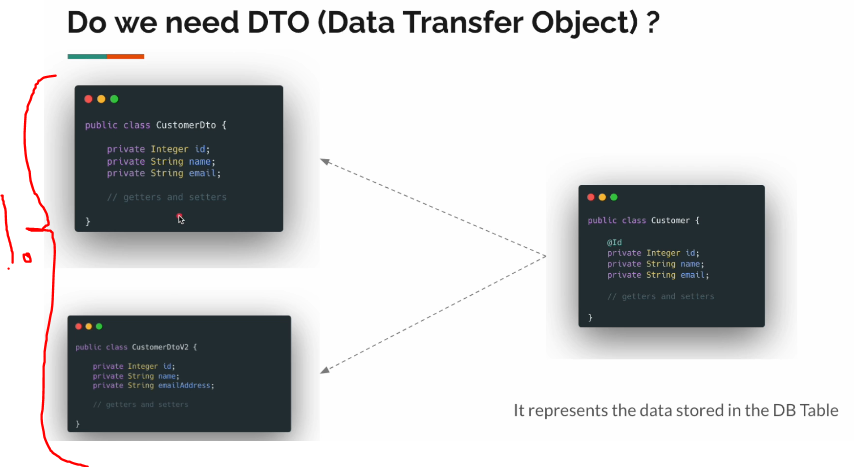 Do we need DTO (Data Transfer Object) ?
public class CustomerDto {
private Integer id;
private String name;
private String email;
// getters and setters
}
public class Customer {
@Id
private Integer id;
private String name;
private String email;
// getters and setters
}
public class CustomerDtoV2 {
private Integer id;
private String name;
private String emailAddress;
// getters and setters
}
It represents the data stored in the DB Table